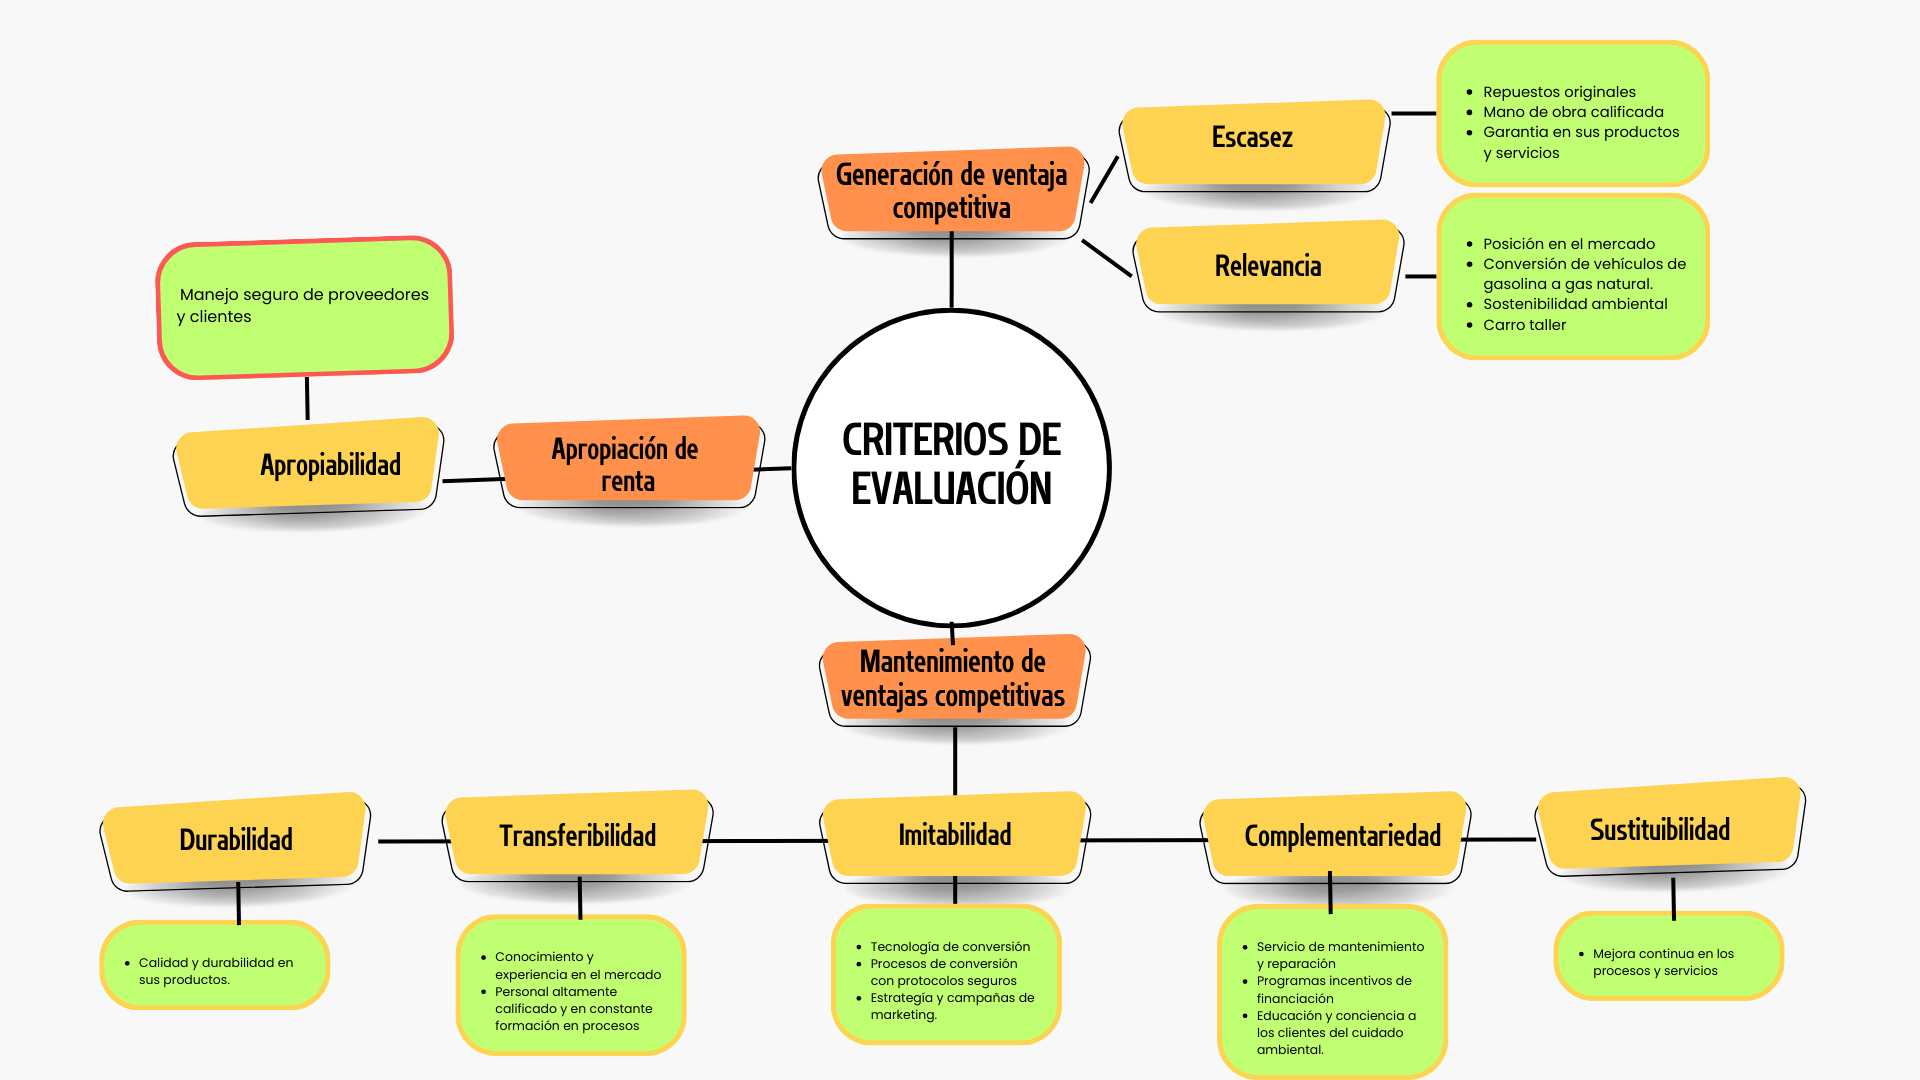 Generación de ventaja
competitiva
Escasez
• Repuestos originales
• Mano de obra calificada
• Garantia en sus productos
y servicios
Relevancia
• Posición en el mercado
• Conversión de vehículos de
gasolina a gas natural.
• Sostenibilidad ambiental
• Carro taller
Manejo seguro de proveedores
y clientes
Apropiabilidad
Apropiación de
renta
CRITERIOS DE
EVALUACIÓN
Mantenimiento de
ventajas competitivas
Durabilidad
• Calidad y durabilidad en
sus productos.
Transferibilidad
• Conocimiento y
experiencia en el mercado
• Personal altamente
calificado y en constante
formación en procesos
Imitabilidad
• Tecnología de conversión
• Procesos de conversión
con protocolos seguros
• Estrategía y campañas de
marketing.
Complementariedad
• Servicio de mantenimiento
y reparación
• Programas incentivos de
financiación
• Educación y conciencia a
los clientes del cuidado
ambiental.
Sustituibilidad
• Mejora continua en los
procesos y servicios